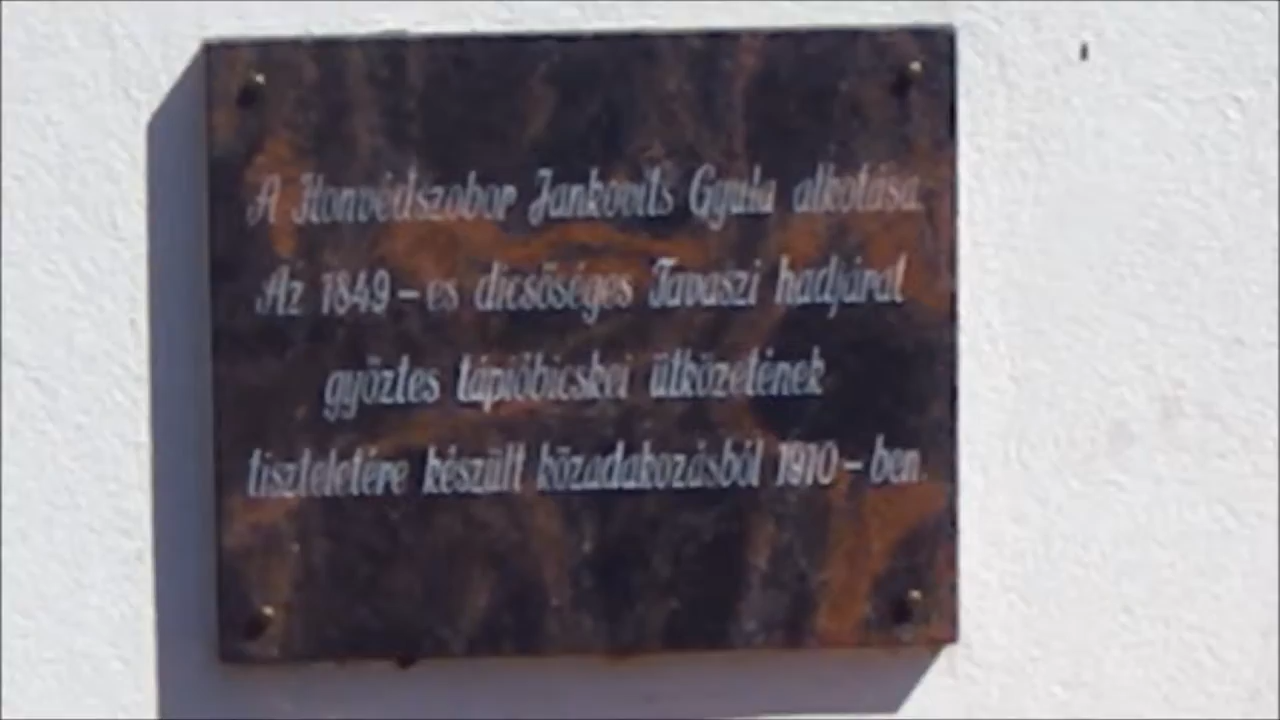 A Honvédszobor Jankovits Gyula alkotása.
Az 1849-es dicsőséges Tavaszi hadjárat
győztes tápióbicskei ütközetének
tiszteletére készült közadakozásból 1910-ben.